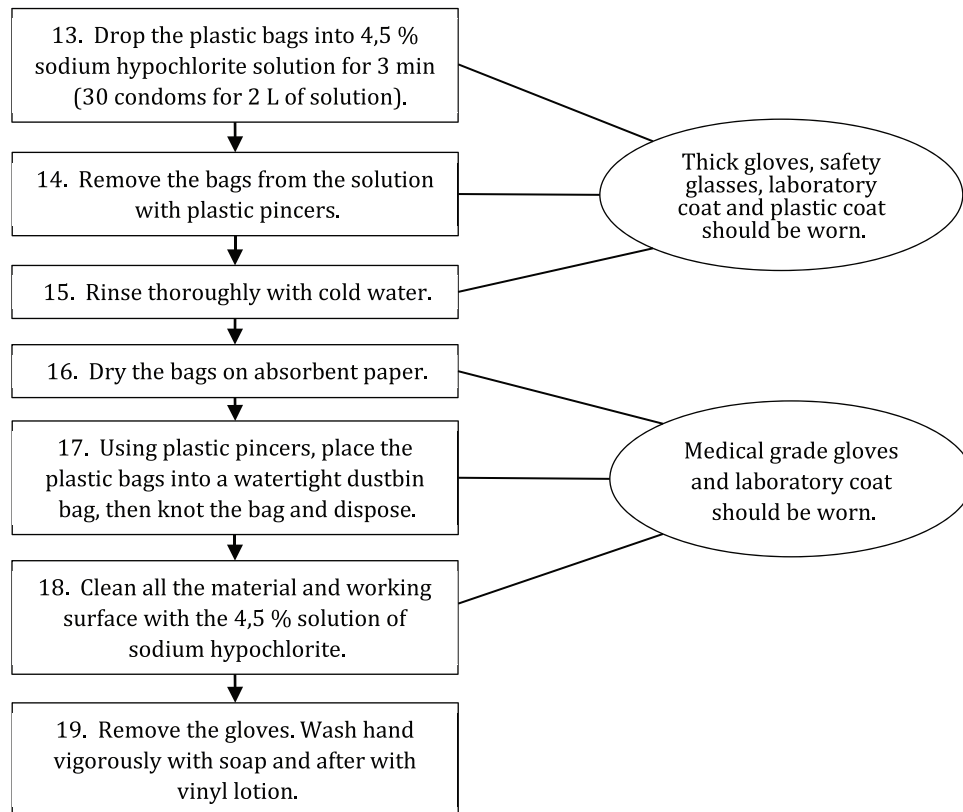 13. Drop the plastic bags into 4,5 %
sodium hypochlorite solution for 3 min
(30 condoms for 2 L of solution).
14. Remove the bags from the solution
with plastic pincers.
15. Rinse thoroughly with cold water.
Thick gloves, safety
glasses, laboratory
coat and plastic coat
should be worn.
16. Dry the bags on absorbent paper.
17. Using plastic pincers, place the
plastic bags into a watertight dustbin
bag, then knot the bag and dispose.
18. Clean all the material and working
surface with the 4,5 % solution of
sodium hypochlorite.
Medical grade gloves
and laboratory coat
should be worn.
19. Remove the gloves. Wash hand
vigorously with soap and after with
vinyl lotion.